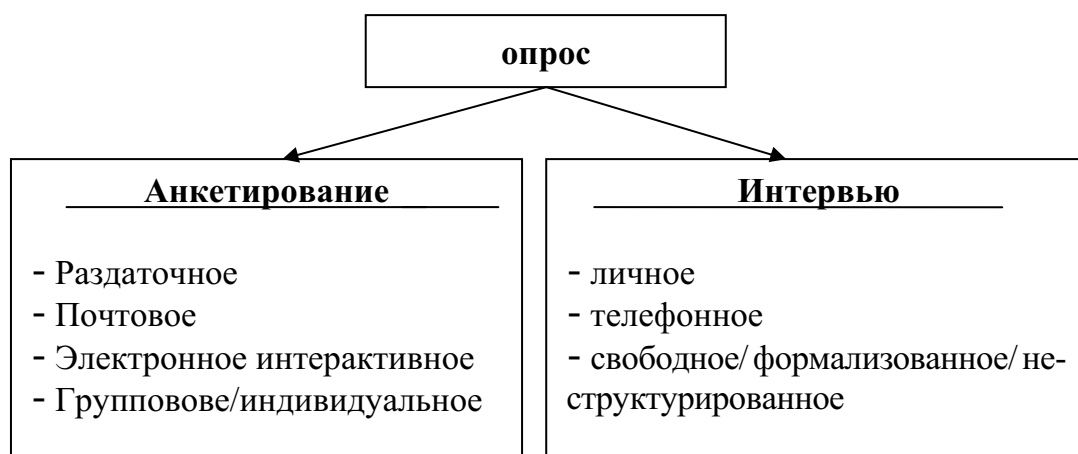 опрос
Анкетирование
- Раздаточное
- Почтовое
- Электронное интерактивное
- Групповове/индивидуальное
Интервью
- личное
- телефонное
- свободное/ формализованное/ не-
структурированное